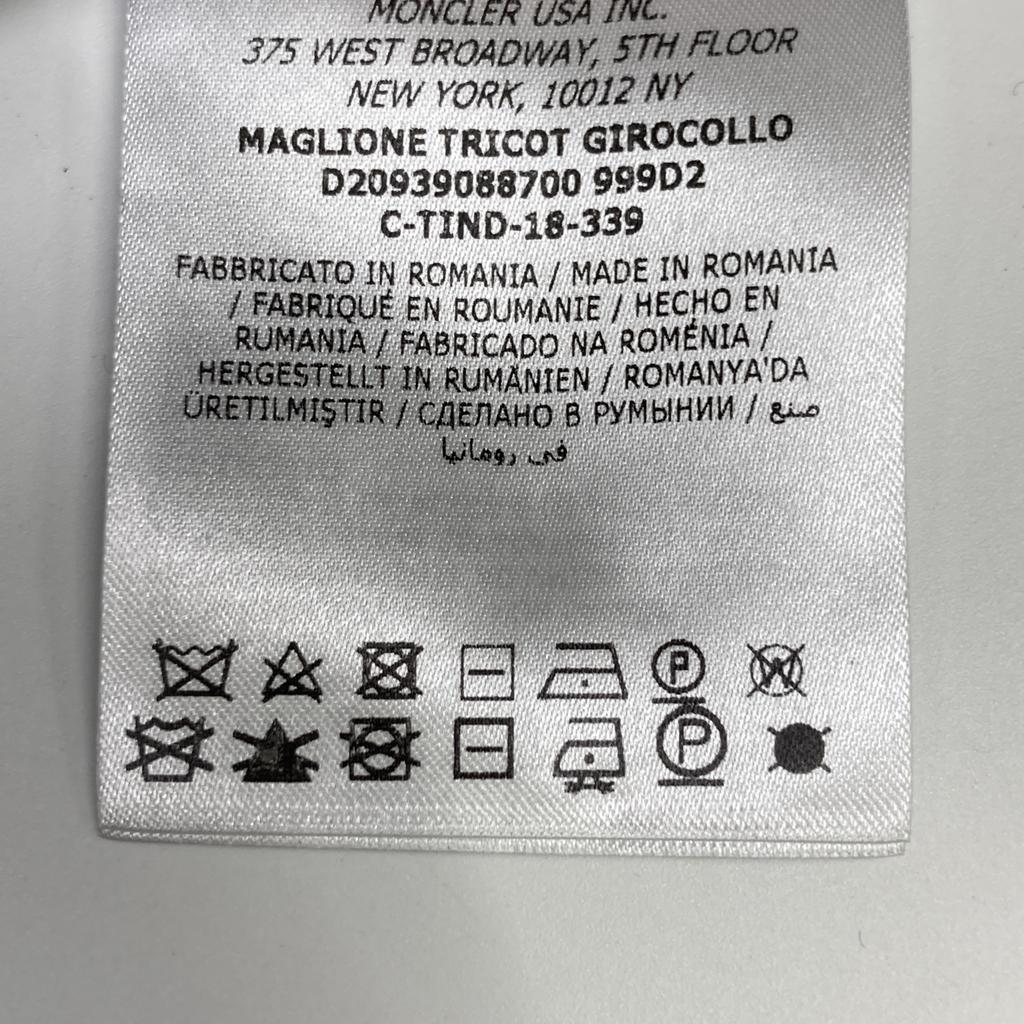 MONCLER USA INC.
375 WEST BROADWAY, 5TH FLOOR
NEW YORK, 10012 NY
MAGLIONE TRICOT GIROCOLLO
D20939088700 999D2
C-TIND-18-339
FABBRICATO IN ROMANIA / MADE IN ROMANIA
/ FABRIQUÉ EN ROUMANIE / HECHO EN
RUMANIA / FABRICADO NA ROMÉNIA /
HERGESTELLT IN RUMÄNIEN / ROMANYA'DA
ÜRETILMIŞTIR / СДЕЛАНО В РУМЫНИИ / صنع
في رومانيا
P W
P